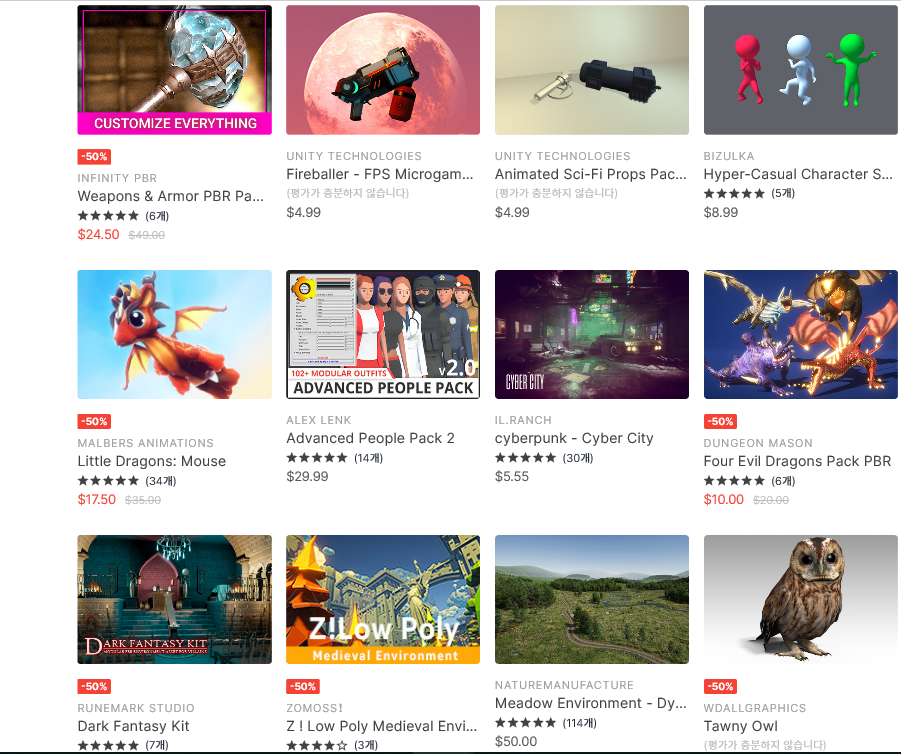 CUSTOMIZE EVERYTHING
-50%
INFINITY PBR
Weapons & Armor PBR Pa...
★★★★★ (6개)
$24.50 $49.00
UNITY TECHNOLOGIES
Fireballer - FPS Microgam...
(평가가 충분하지 않습니다)
$4.99
UNITY TECHNOLOGIES
Animated Sci-Fi Props Pac...
(평가가 충분하지 않습니다)
$4.99
BIZULKA
Hyper-Casual Character S...
★★★★★ (5개)
$8.99
-50%
MALBERS ANIMATIONS
Little Dragons: Mouse
★★★★★ (34개)
$17.50 $35.00
102+ MODULAR OUTFITS
v2.0
ADVANCED PEOPLE PACK
ALEX LENK
Advanced People Pack 2
★★★★★ (14개)
$29.99
CYBER CITY
IL.RANCH
cyberpunk - Cyber City
★★★★★ (30개)
$5.55
-50%
DUNGEON MASON
Four Evil Dragons Pack PBR
★★★★★ (6개)
$10.00 $20.00
DARK FANTASY KIT
-50%
RUNEMARK STUDIO
Dark Fantasy Kit
★★★★★ (7개)
Z!Low Poly
Medieval Environment
-50%
ZOMOSS!
Z ! Low Poly Medieval Envi...
★★★★☆ (3개)
NATUREMANUFACTURE
Meadow Environment - Dy...
★★★★★ (114개)
$50.00
-50%
WDALLGRAPHICS
Tawny Owl
(평가가 충분하지 않습니다)